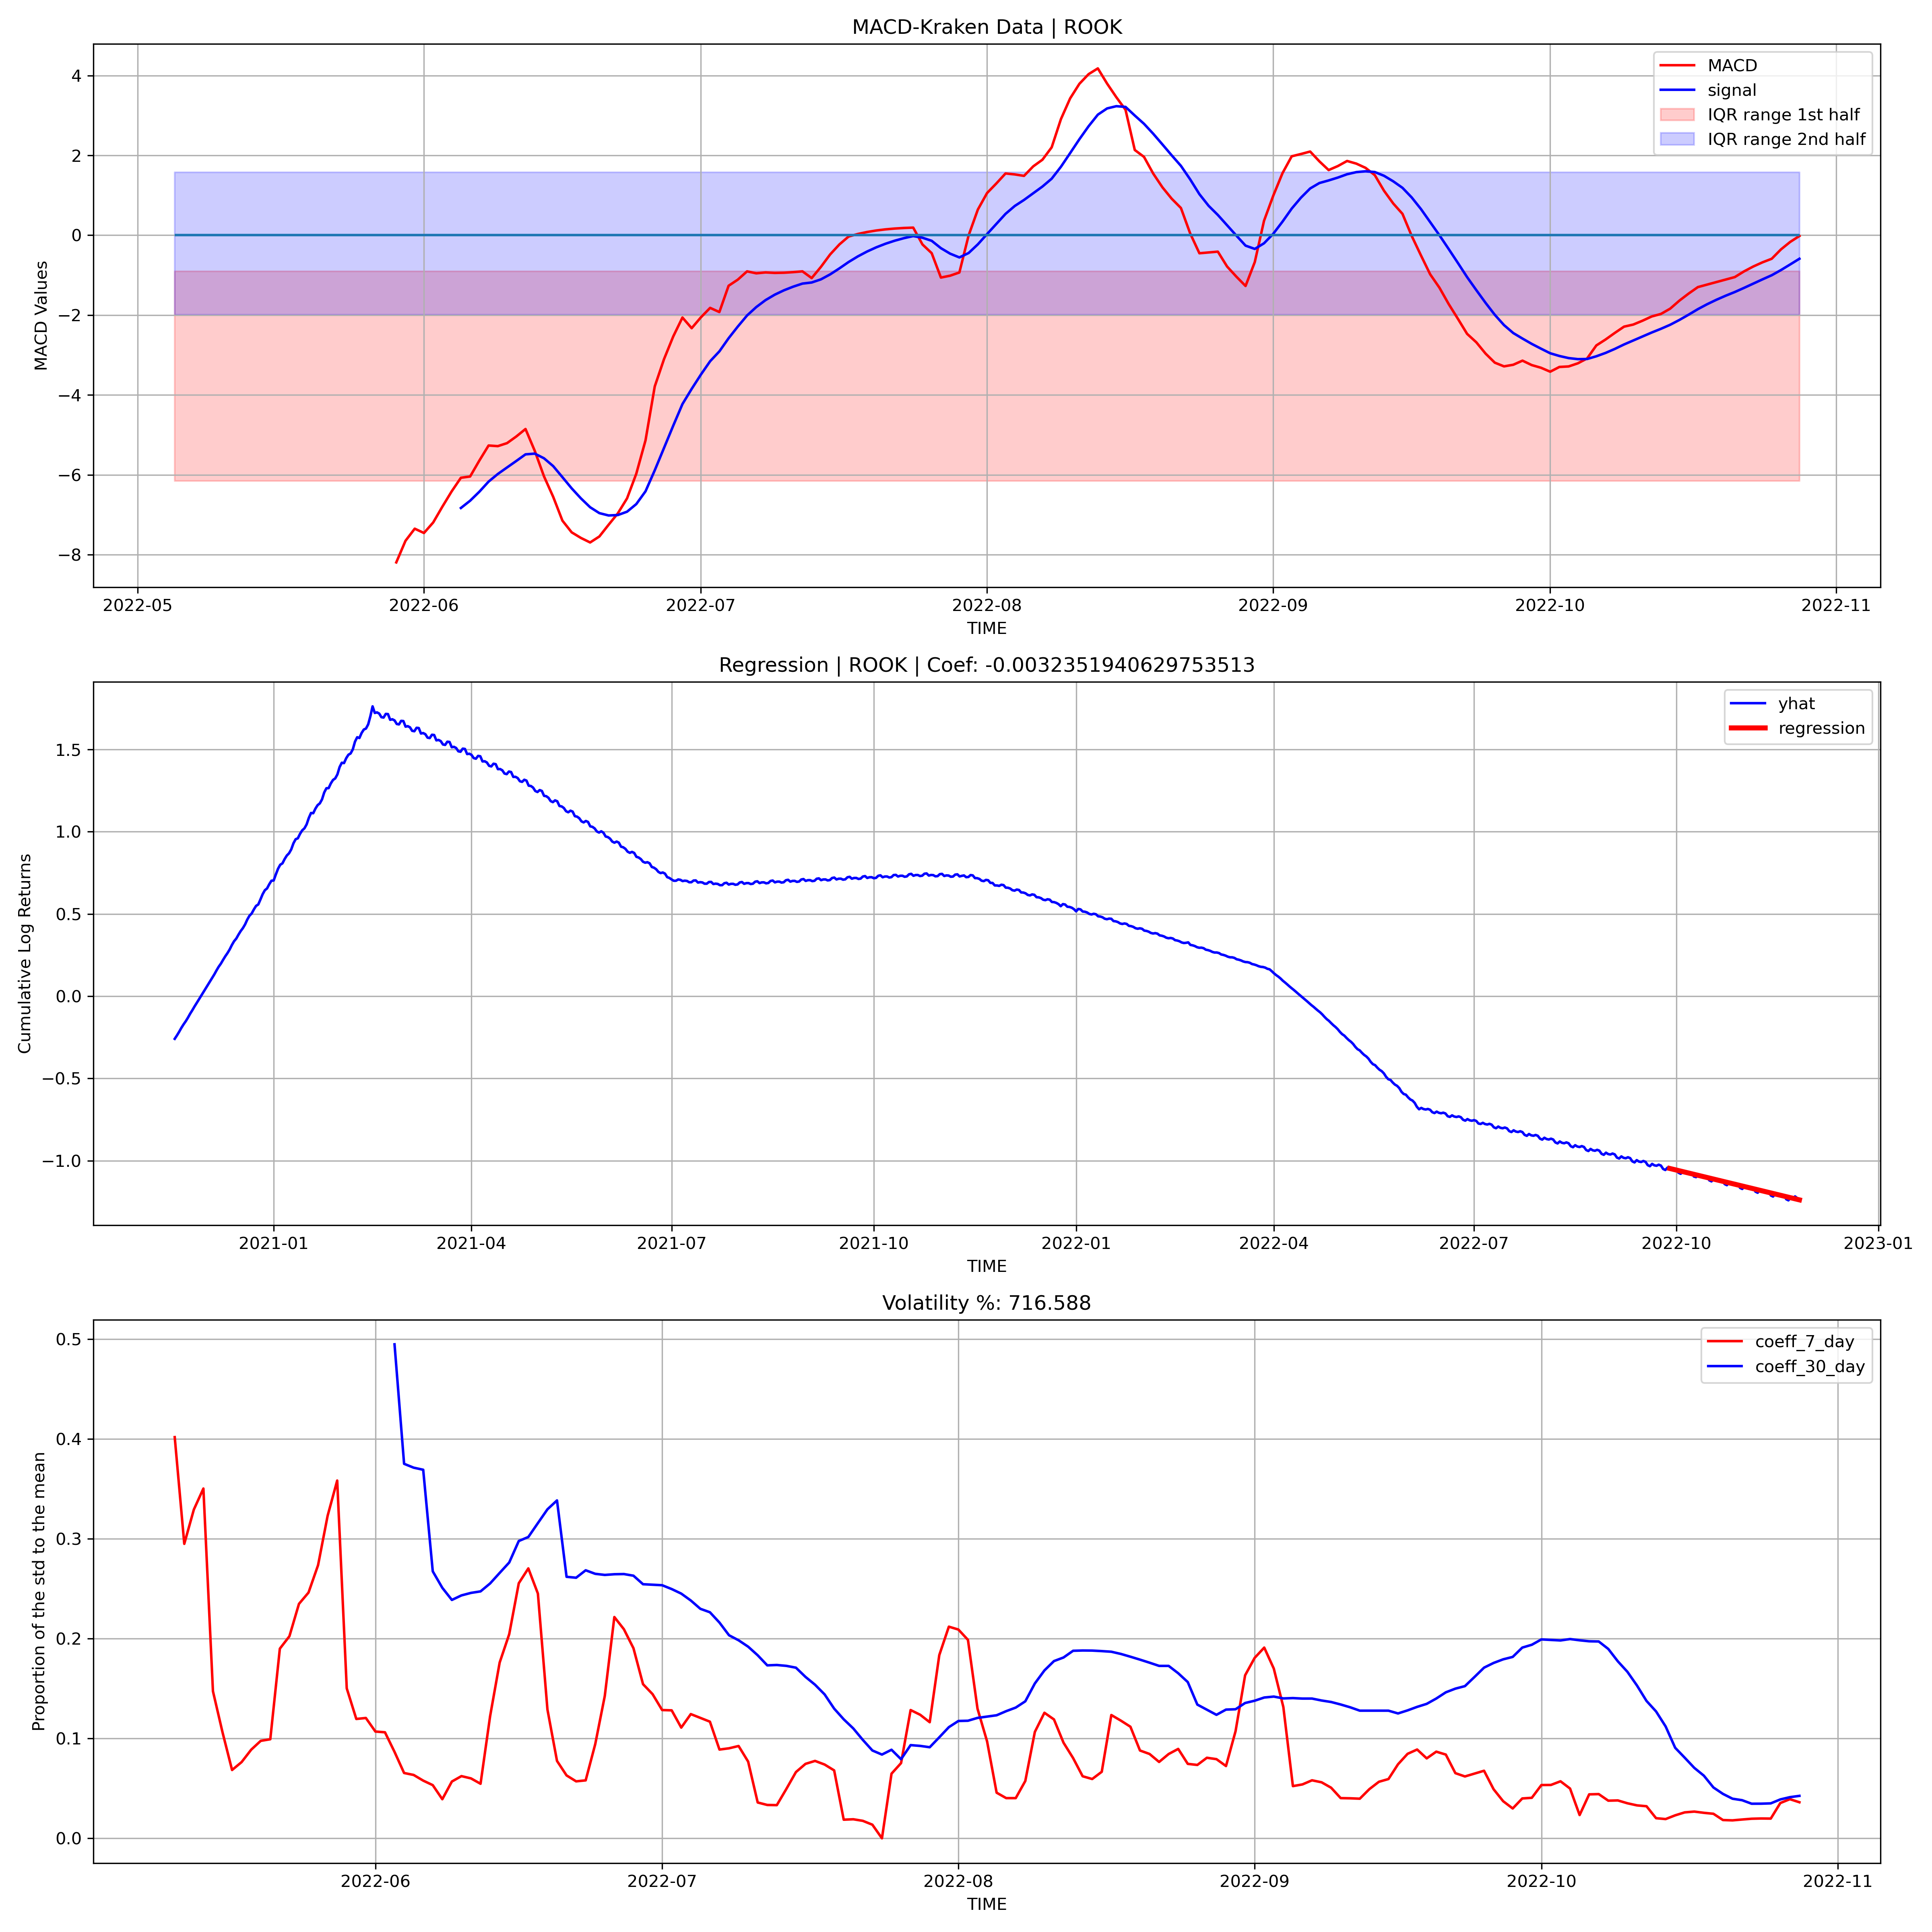 MACD-Kraken Data | ROOK
MACD
signal
IQR range 1st half
IQR range 2nd half
MACD Values
4
2
0
−2
−4
−6
−8
2022-05 2022-06 2022-07 2022-08 2022-09 2022-10 2022-11
TIME
Regression | ROOK | Coef: -0.0032351940629753513
yhat
regression
Cumulative Log Returns
1.5
1.0
0.5
0.0
−0.5
−1.0
2021-01 2021-04 2021-07 2021-10 2022-01 2022-04 2022-07 2022-10 2023-01
TIME
Volatility %: 716.588
coeff_7_day
coeff_30_day
Proportion of the std to the mean
0.5
0.4
0.3
0.2
0.1
0.0
2022-06 2022-07 2022-08 2022-09 2022-10 2022-11
TIME